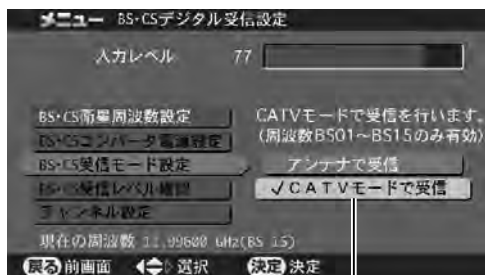 メニュー BS･CSデジタル受信設定
入力レベル 77
BS･CS衛星周波数設定
CATVモードで受信を行います。
(周波数BS01～BS15のみ有効)
BS･CSコンバータ電源設定
BS･CS受信モード設定
アンテナで受信
BS･CS受信レベル確認
✓CATVモードで受信
チャンネル設定
現在の周波数 11.99600 GHz(BS 15)
戻る 前画面 選択 決定 決定